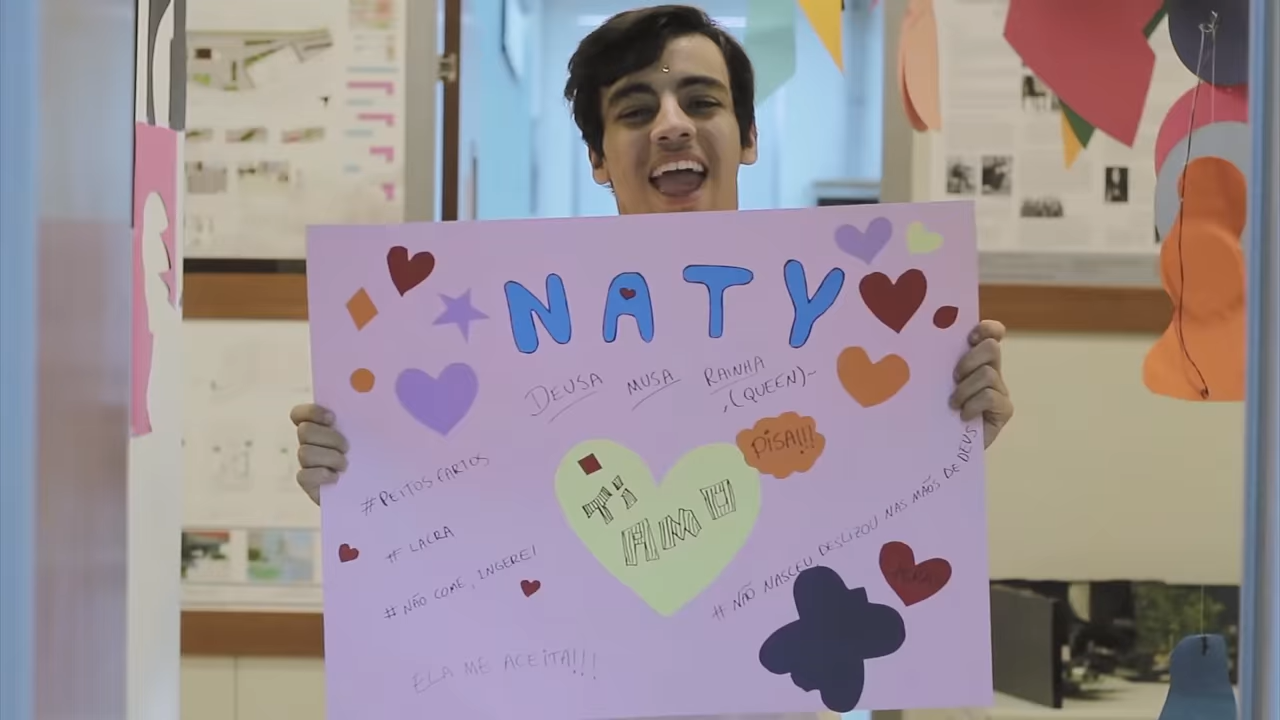 NATY
DEUSA MUSA RAINHA
(QUEEN)~
PISA!!!
Ti
AMO
#PEITOS FARTOS
# LACRA
# NÃO COME, INGEREI
# NÃO NASCEU, DESLIZOU NAS MÃOS DE DEUS
ELA ME ACEITA!!!